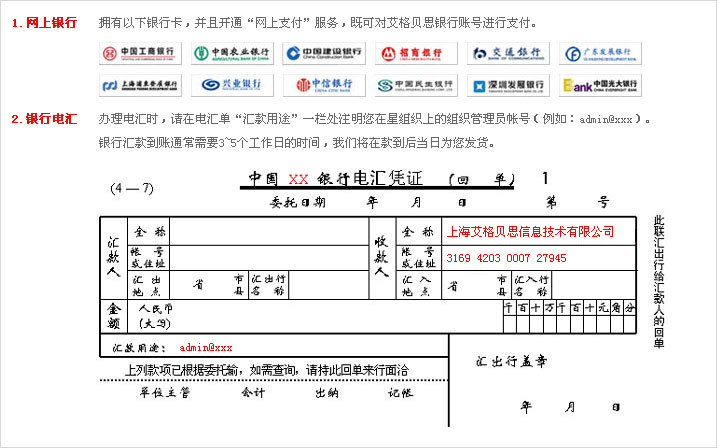 1.网上银行 拥有以下银行卡，并且开通“网上支付”服务，既可对艾格贝思银行账号进行支付。
中国工商银行 中国农业银行 中国建设银行 招商银行 交通银行 广东发展银行
上海浦东发展银行 兴业银行 中信银行 中国民生银行 深圳发展银行 Bank 中国光大银行
2.银行电汇 办理电汇时，请在电汇单“汇款用途”一栏处注明您在星组织上的组织管理员帐号（例如：admin@xxx）。
银行汇款到账通常需要3~5个工作日的时间，我们将在款到后当日为您发货。
(4—7) 中国 XX 银行电汇凭证 (回 单) 1
委托日期 年 月 日 第 号
汇款人 全称 收款人 全称 上海艾格贝思信息技术有限公司
帐号或住址 帐号或住址 3169 4203 0007 27945
汇出地点 省 市县 汇出行名称 汇入地点 省 市县 汇入行名称
金额 人民币(大写) 千百十万千百十元角分
汇款用途： admin@xxx
上列款项已根据委托输，如需查询，请持此回单来行面洽
单位主管 会计 出纳 记帐
汇出行盖章
年 月 日
此联汇出行给汇款人的回单